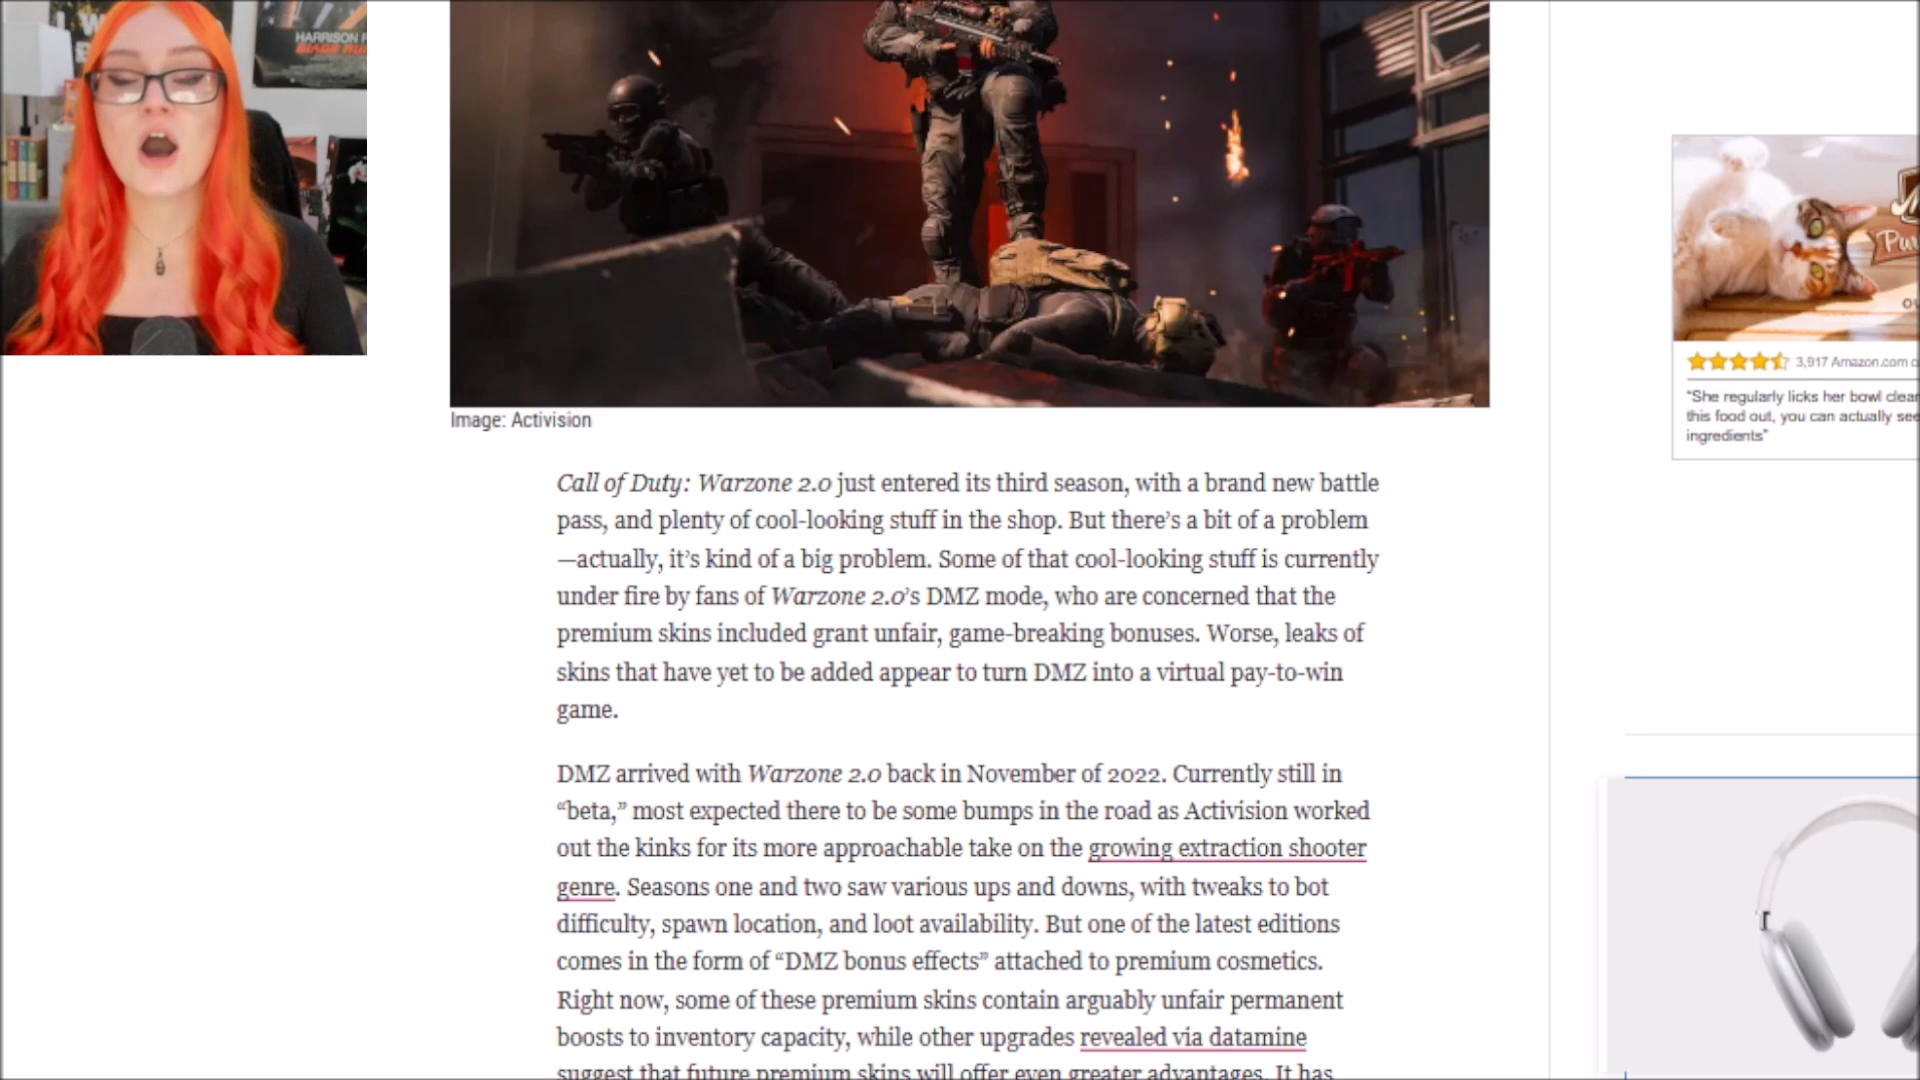 HARRISON F
BLADE RU
Image: Activision
Call of Duty: Warzone 2.0 just entered its third season, with a brand new battle
pass, and plenty of cool-looking stuff in the shop. But there’s a bit of a problem
—actually, it’s kind of a big problem. Some of that cool-looking stuff is currently
under fire by fans of Warzone 2.0’s DMZ mode, who are concerned that the
premium skins included grant unfair, game-breaking bonuses. Worse, leaks of
skins that have yet to be added appear to turn DMZ into a virtual pay-to-win
game.
DMZ arrived with Warzone 2.0 back in November of 2022. Currently still in
“beta,” most expected there to be some bumps in the road as Activision worked
out the kinks for its more approachable take on the growing extraction shooter
genre. Seasons one and two saw various ups and downs, with tweaks to bot
difficulty, spawn location, and loot availability. But one of the latest editions
comes in the form of “DMZ bonus effects” attached to premium cosmetics.
Right now, some of these premium skins contain arguably unfair permanent
boosts to inventory capacity, while other upgrades revealed via datamine
suggest that future premium skins will offer even greater advantages. It has
Pur
3,917 Amazon.com c
“She regularly licks her bowl clear
this food out, you can actually see
ingredients”